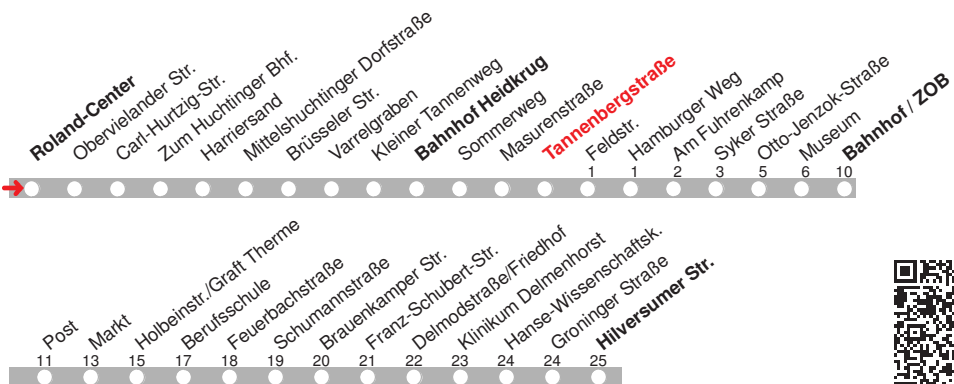 Roland-Center
Obervielander Str.
Carl-Hurtzig-Str.
Zum Huchtinger Bhf.
Harriersand
Mittelshuchtinger Dorfstraße
Brüsseler Str.
Varrelgraben
Kleiner Tannenweg
Bahnhof Heidkrug
Sommerweg
Masurenstraße
Tannenbergstraße
Feldstr.
Hamburger Weg
Am Fuhrenkamp
Syker Straße
Otto-Jenzok-Straße
Museum
Bahnhof / ZOB
1 1 2 3 5 6 10
Post
Markt
Holbeinstr./Graft Therme
Berufsschule
Feuerbachstraße
Schumannstraße
Brauenkamper Str.
Franz-Schubert-Str.
Delmodstraße/Friedhof
Klinikum Delmenhorst
Hanse-Wissenschaftsk.
Groninger Straße
Hilversumer Str.
11 13 15 17 18 19 20 21 22 23 24 24 25